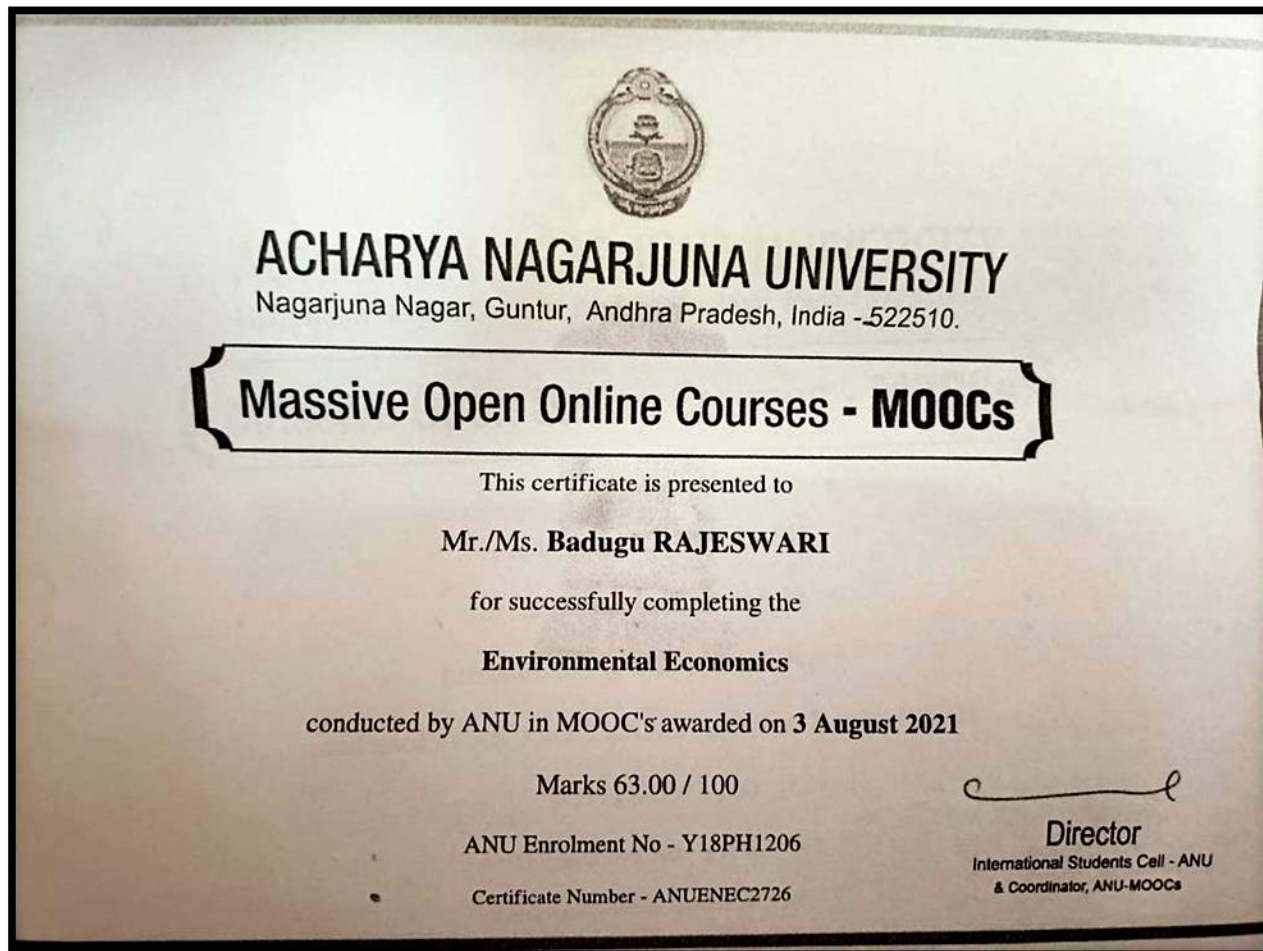 ACHARYA NAGARJUNA UNIVERSITY
Nagarjuna Nagar, Guntur, Andhra Pradesh, India - 522510.
Massive Open Online Courses - MOOCs
This certificate is presented to
Mr./Ms. Badugu RAJESWARI
for successfully completing the
Environmental Economics
conducted by ANU in MOOC's awarded on 3 August 2021
Marks 63.00 / 100
ANU Enrolment No - Y18PH1206
Certificate Number - ANUENEC2726
Director
International Students Cell - ANU
& Coordinator, ANU-MOOCs